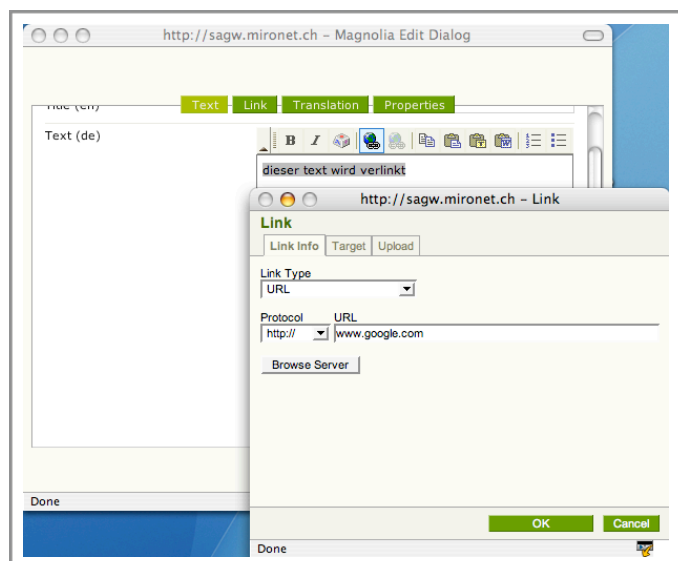 http://sagw.mironet.ch – Magnolia Edit Dialog
Title (en)
Text Link Translation Properties
Text (de)
B I
dieser text wird verlinkt
http://sagw.mironet.ch – Link
Link
Link Info Target Upload
Link Type
URL
Protocol URL
http:// www.google.com
Browse Server
Done
OK Cancel
Done